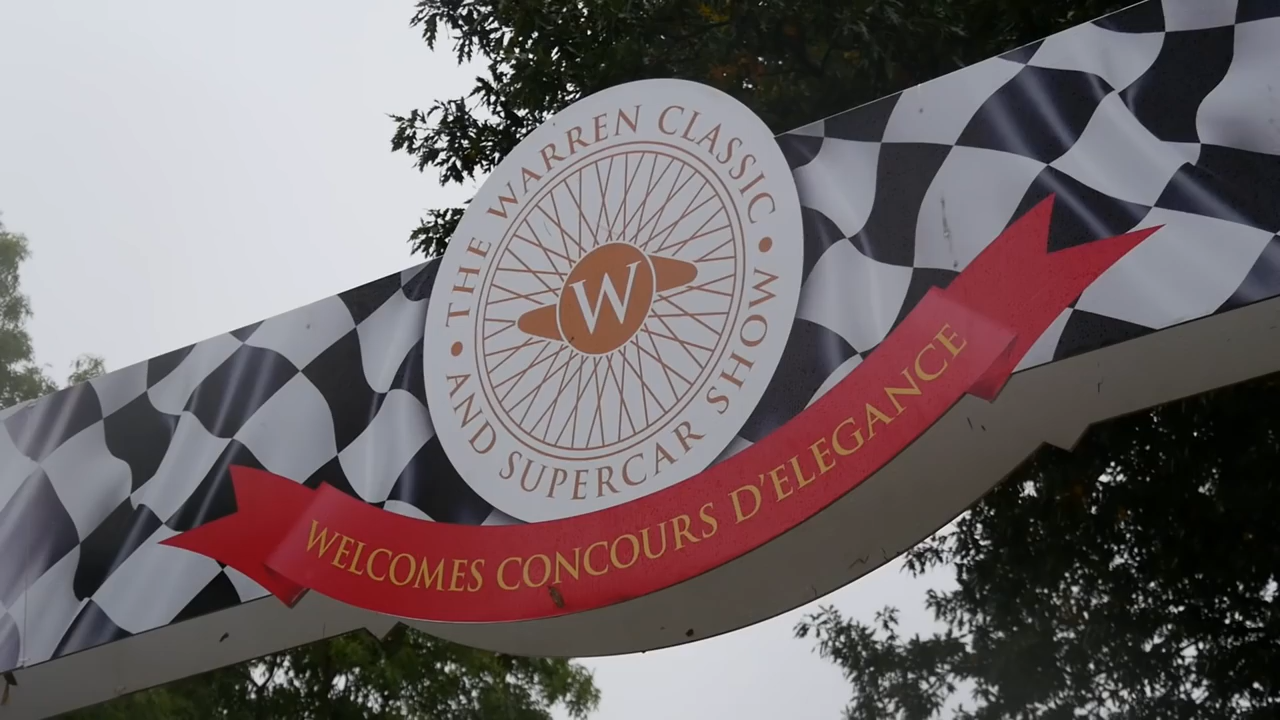 • THE WARREN CLASSIC •
AND SUPERCAR SHOW
W
WELCOMES CONCOURS D'ELEGANCE